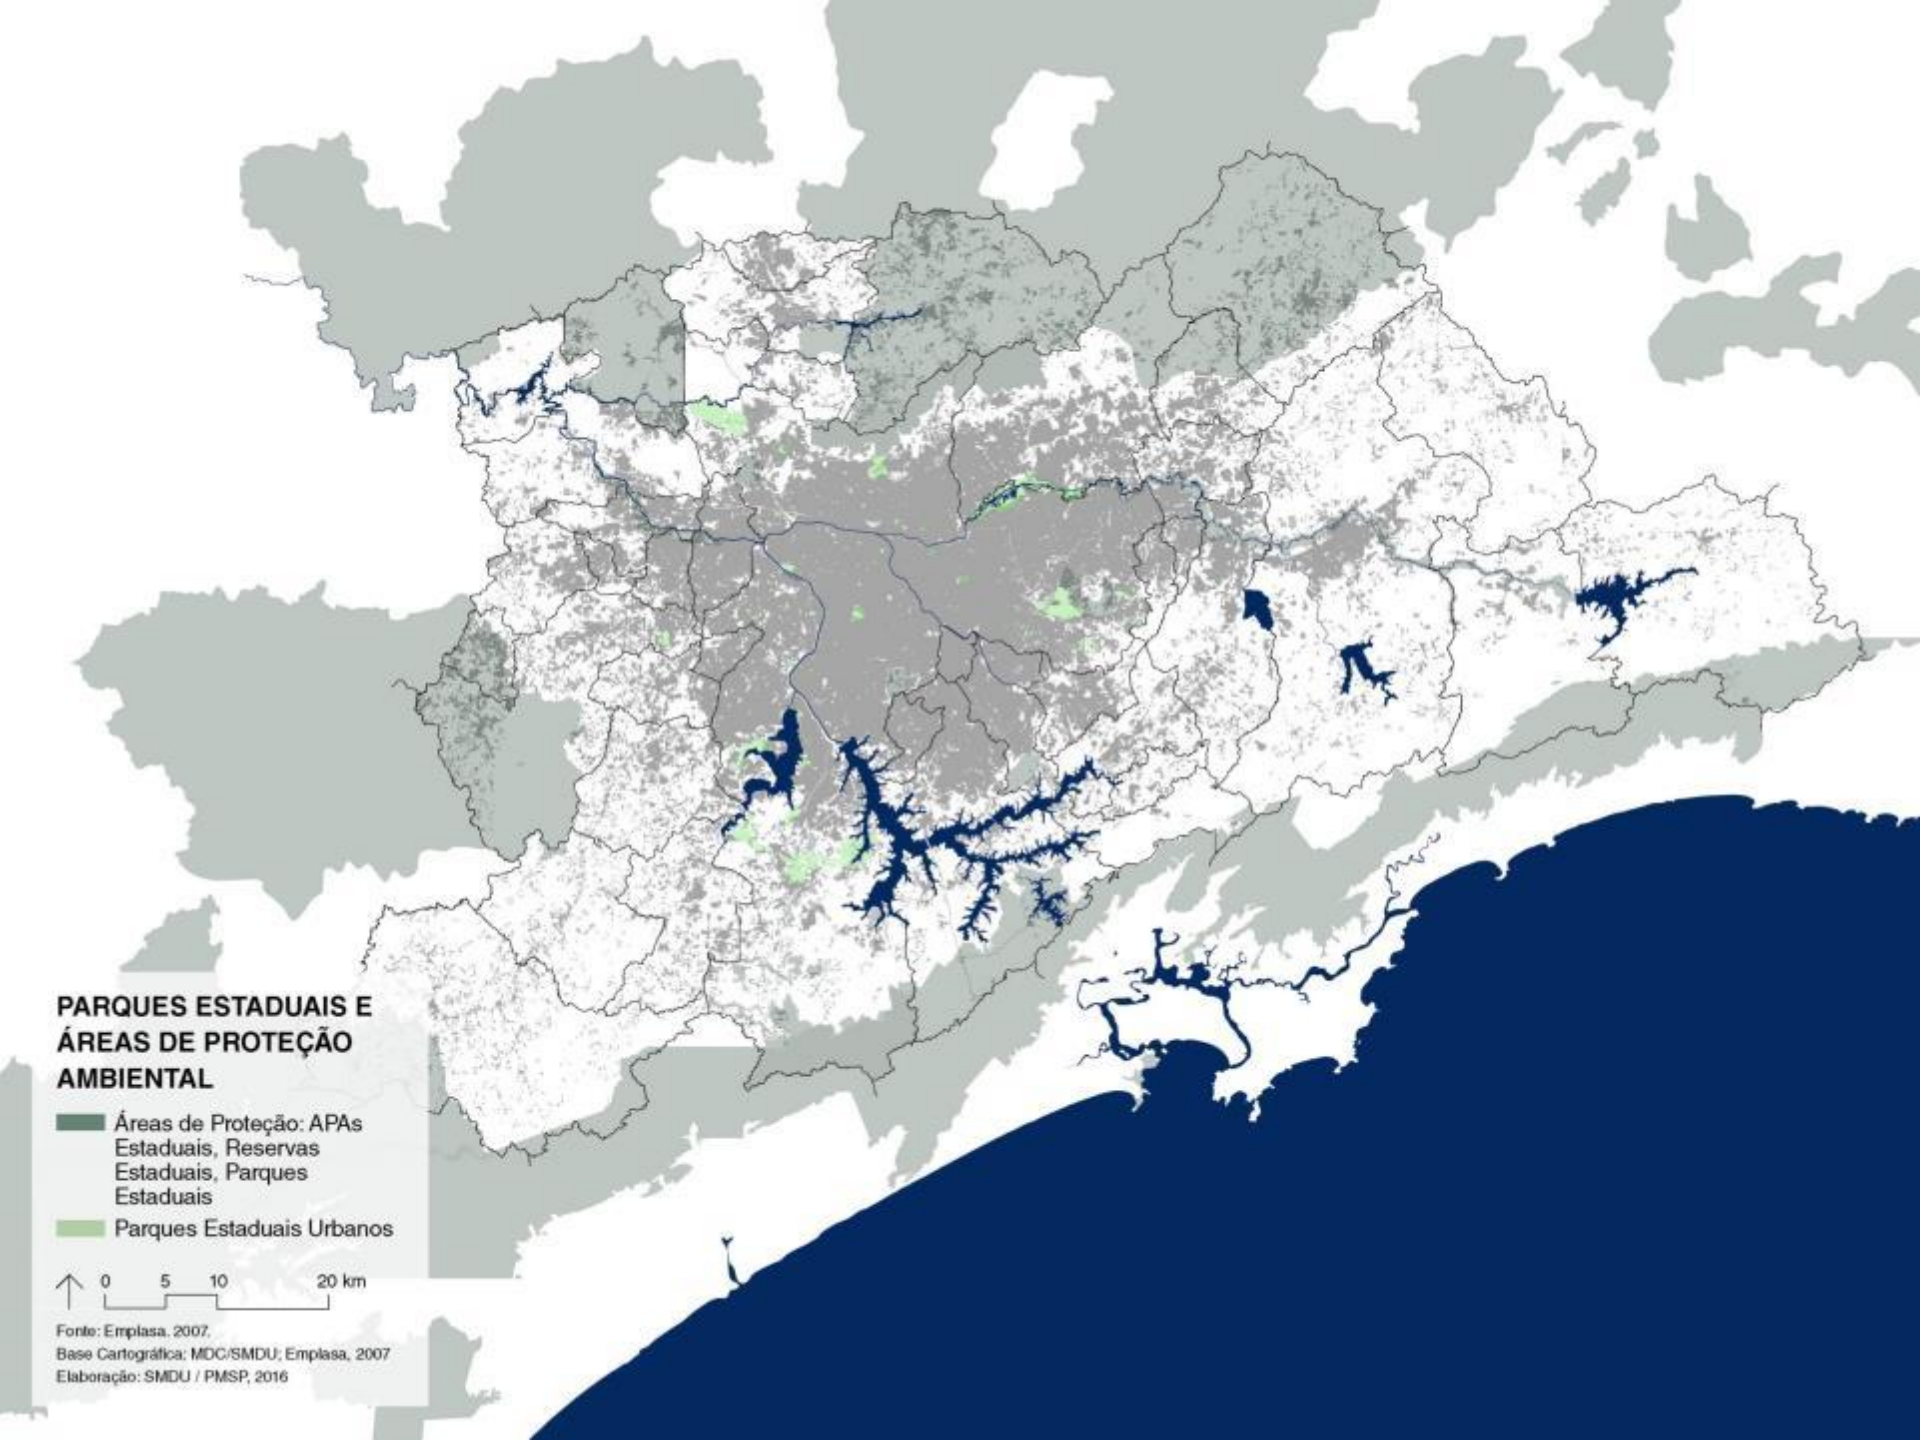 PARQUES ESTADUAIS E
ÁREAS DE PROTEÇÃO
AMBIENTAL
Áreas de Proteção: APAs
Estaduais, Reservas
Estaduais, Parques
Estaduais
Parques Estaduais Urbanos
0 5 10 20 km
Fonte: Emplasa. 2007.
Base Cartográfica: MDC/SMDU; Emplasa, 2007
Elaboração: SMDU / PMSP, 2016